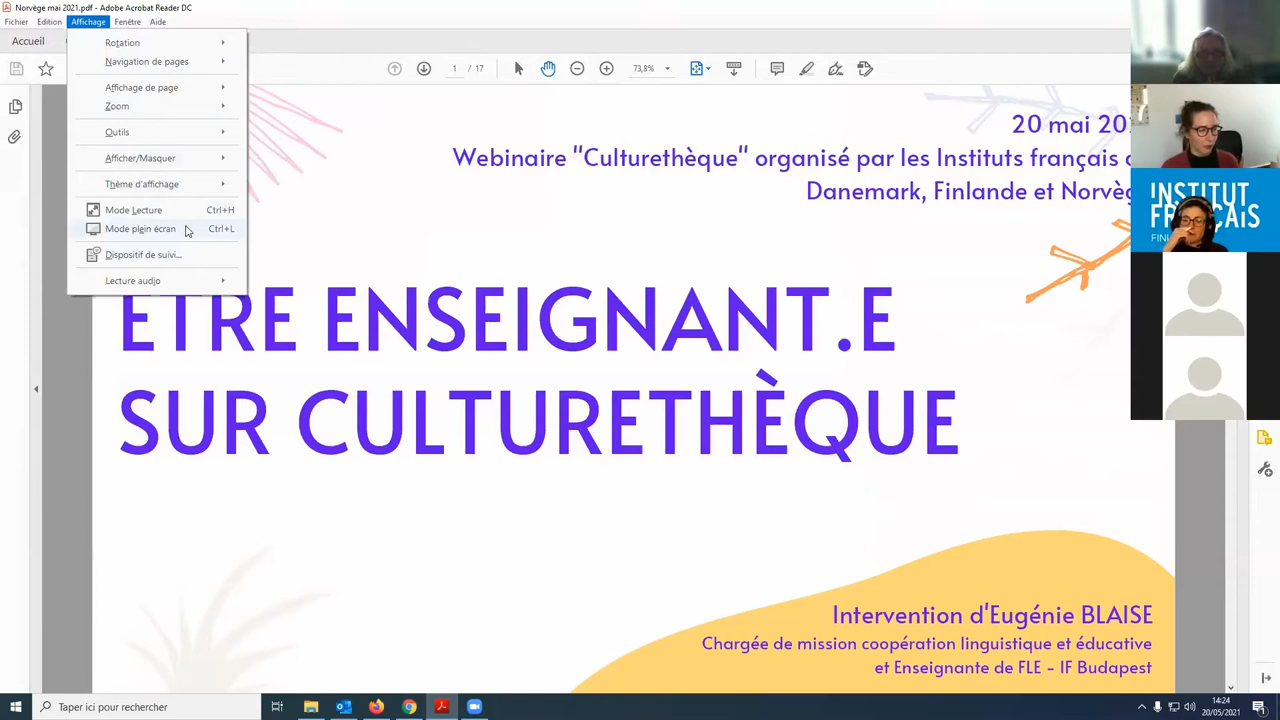 Norvège mai 2021.pdf - Adobe Acrobat Reader DC
Fichier Edition Affichage Fenêtre Aide
Accueil
Rotation
Navigation de pages
Affichage de page
Zoom
Outils
Afficher/Masquer
Thème d'affichage
Mode Lecture Ctrl+H
Mode plein écran Ctrl+L
Dispositif de suivi...
Lecture audio
1 / 17
73,8%
20 mai
Webinaire "Culturethèque" organisé par les Instituts français
Danemark, Finlande et
ETRE ENSEIGNANT.E
SUR CULTURETHÈQUE
Intervention d'Eugénie BLAISE
Chargée de mission coopération linguistique et éducative
et Enseignante de FLE - IF Budapest
INSTITUT
FRANÇAIS
Taper ici pour rechercher
14:24
20/05/2021
1